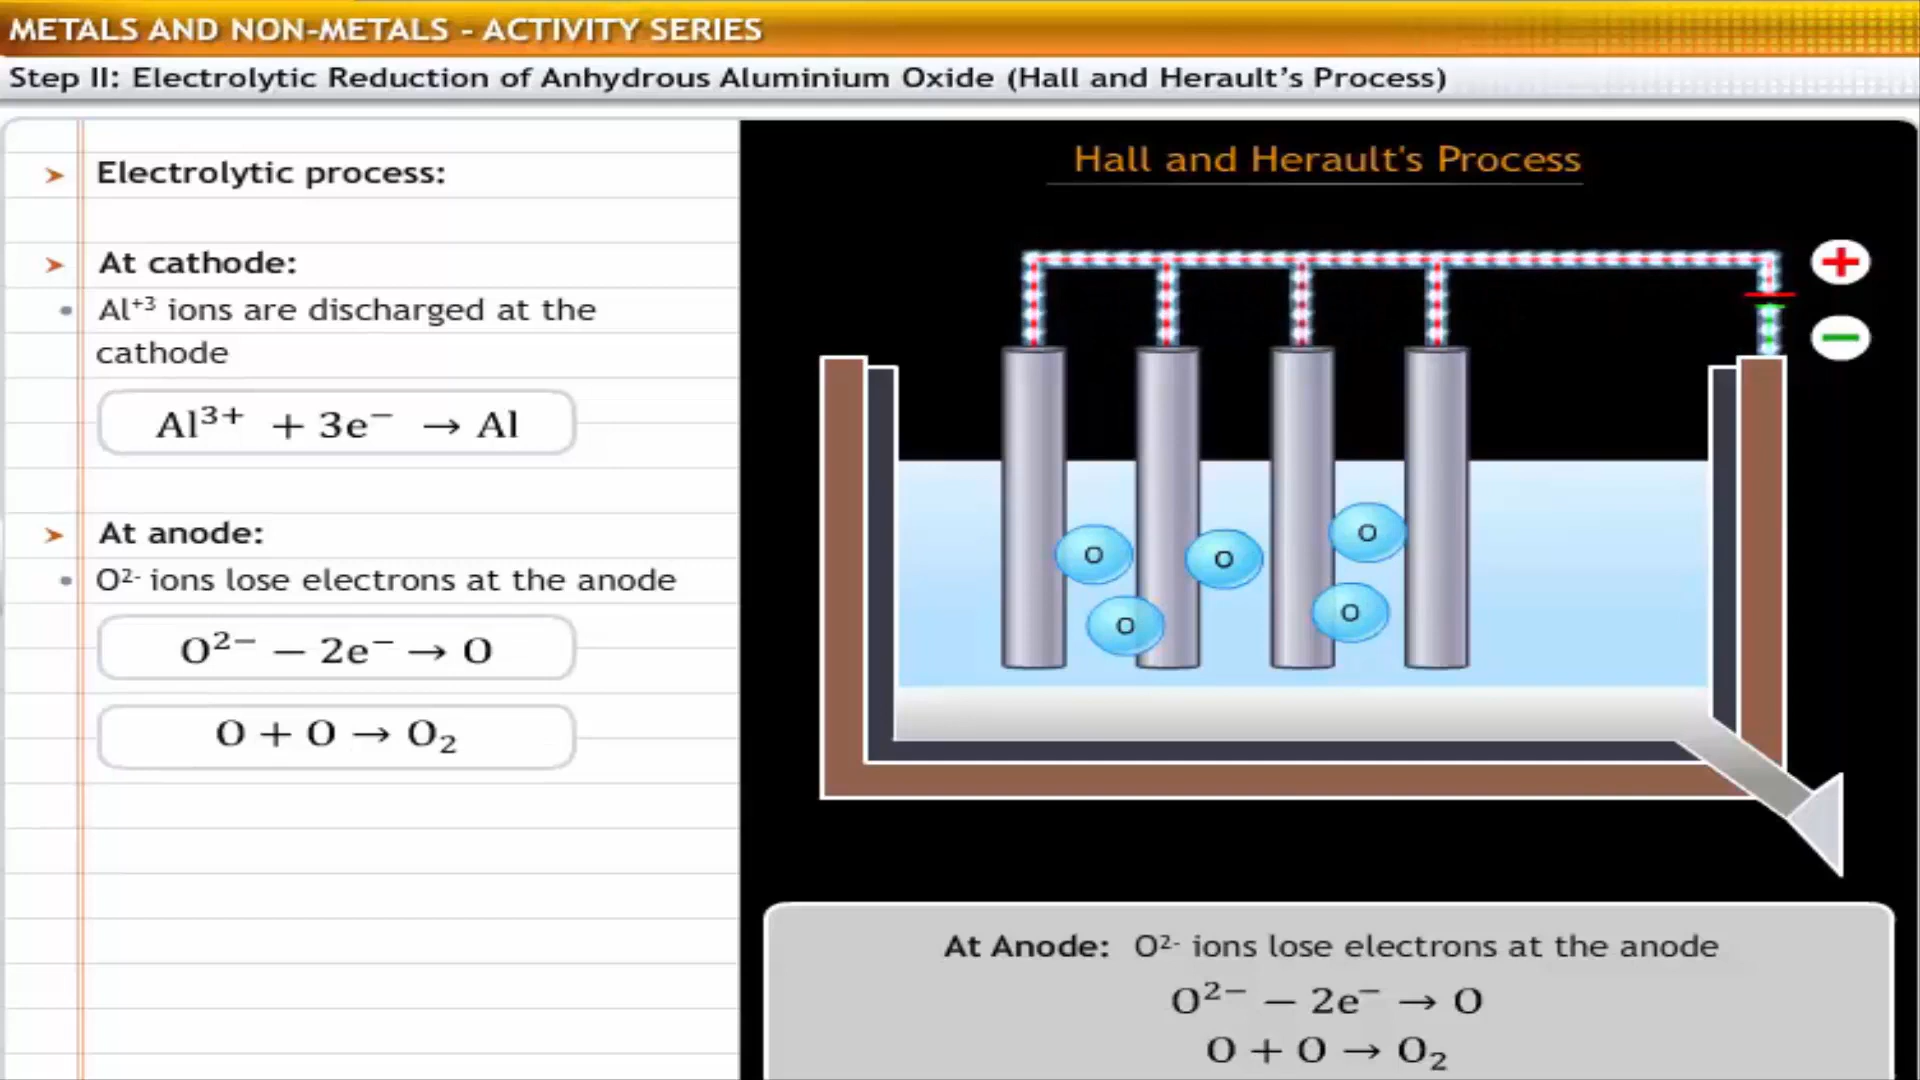 METALS AND NON-METALS - ACTIVITY SERIES
Step II: Electrolytic Reduction of Anhydrous Aluminium Oxide (Hall and Herault’s Process)
Electrolytic process:
At cathode:
Al⁺³ ions are discharged at the
cathode
Al³⁺ + 3e⁻ → Al
At anode:
O²⁻ ions lose electrons at the anode
O²⁻ − 2e⁻ → O
O + O → O₂
Hall and Herault's Process
+
−
O
O
O
O
O
At Anode: O²⁻ ions lose electrons at the anode
O²⁻ − 2e⁻ → O
O + O → O₂